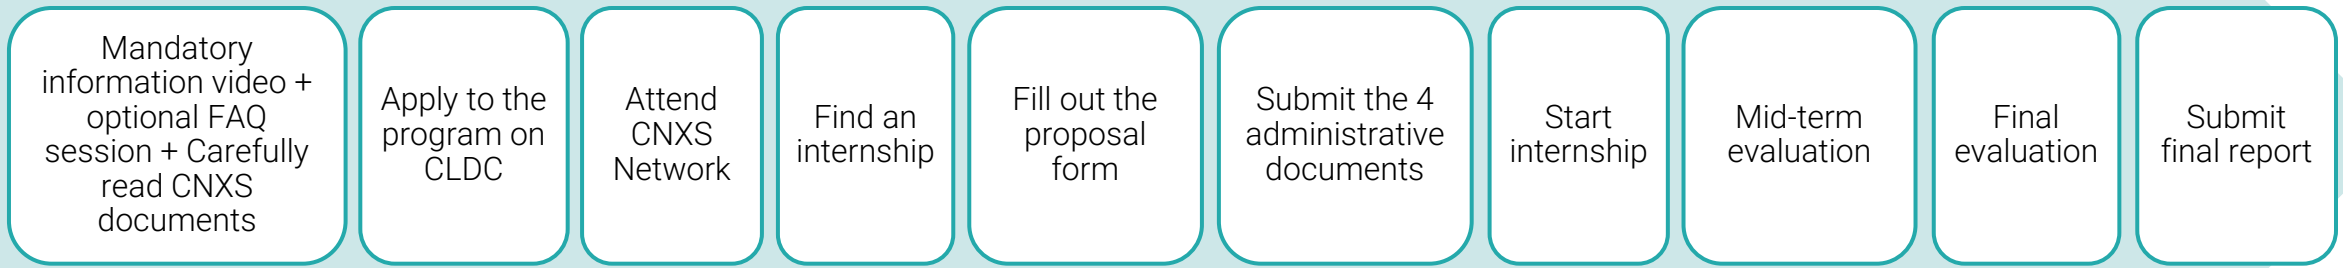 Mandatory
information video +
optional FAQ
session + Carefully
read CNXS
documents
Apply to the
program on
CLDC
Attend
CNXS
Network
Find an
internship
Fill out the
proposal
form
Submit the 4
administrative
documents
Start
internship
Mid-term
evaluation
Final
evaluation
Submit
final report